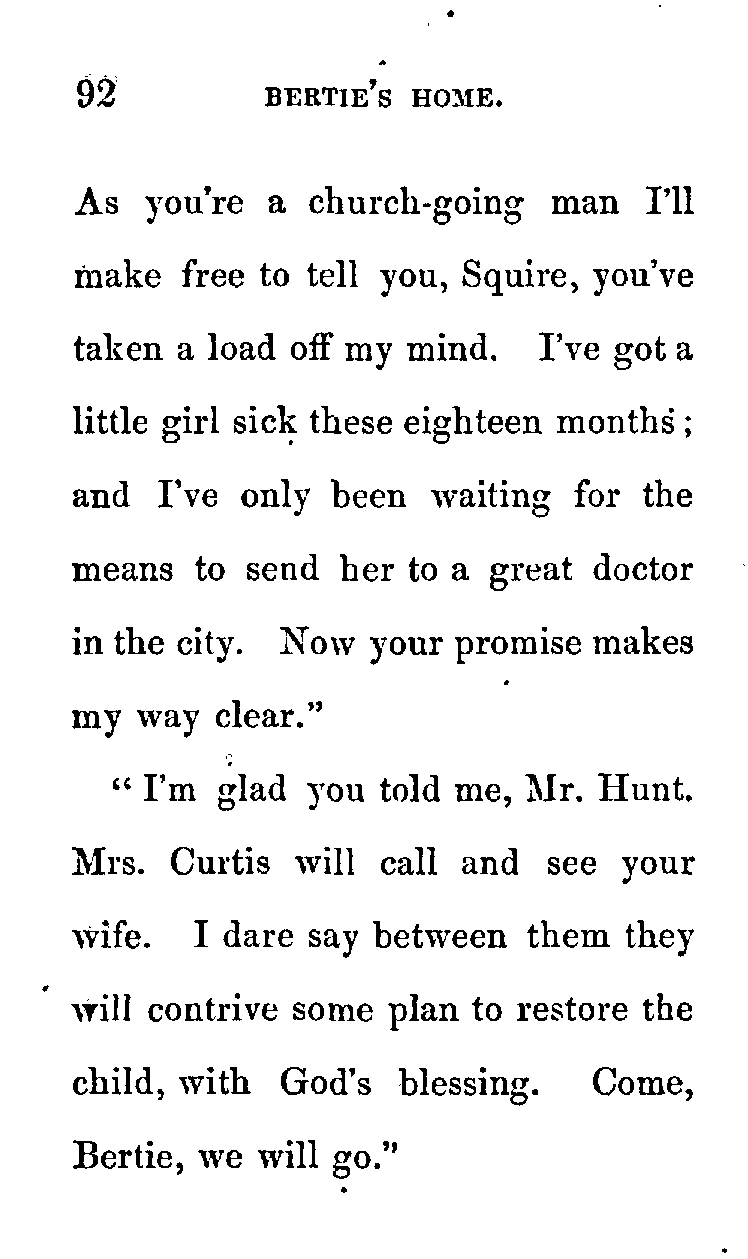 92 BERTIE'S HOME.
As you're a church-going man I'll
make free to tell you, Squire, you've
taken a load off my mind. I've got a
little girl sick these eighteen months;
and I've only been waiting for the
means to send her to a great doctor
in the city. Now your promise makes
my way clear."
"I'm glad you told me, Mr. Hunt.
Mrs. Curtis will call and see your
wife. I dare say between them they
will contrive some plan to restore the
child, with God's blessing. Come,
Bertie, we will go."